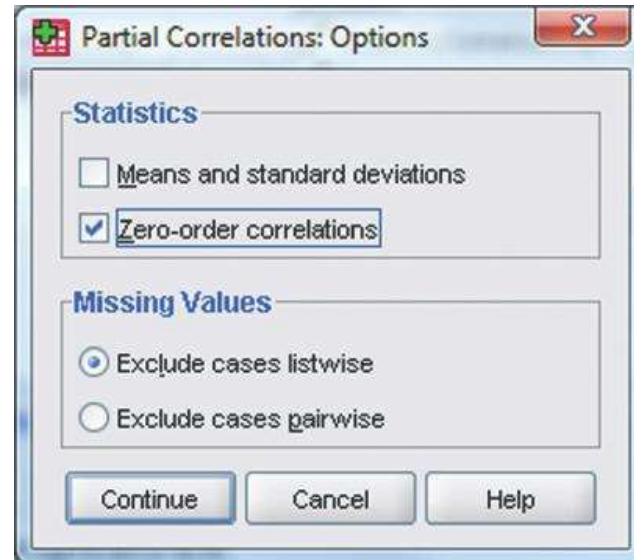 Partial Correlations: Options
Statistics
Means and standard deviations
Zero-order correlations
Missing Values
Exclude cases listwise
Exclude cases pairwise
Continue Cancel Help